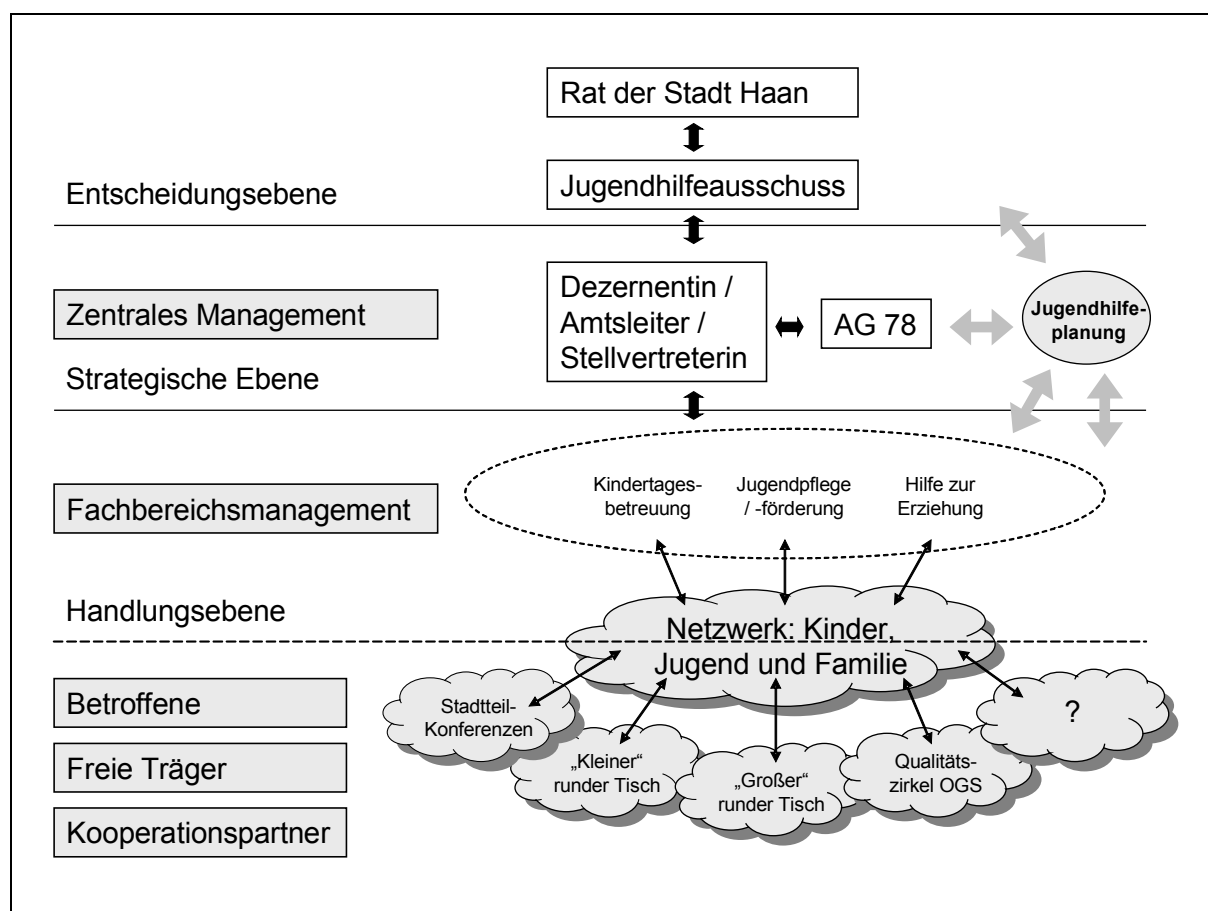 Rat der Stadt Haan
Jugendhilfeausschuss
Entscheidungsebene
Zentrales Management
Dezernentin /
Amtsleiter /
Stellvertreterin
AG 78
Jugendhilfe-
planung
Strategische Ebene
Fachbereichsmanagement
Kindertages-
betreuung
Jugendpflege
/ -förderung
Hilfe zur
Erziehung
Handlungsebene
Netzwerk: Kinder,
Jugend und Familie
Betroffene
Freie Träger
Kooperationspartner
Stadtteil-
Konferenzen
„Kleiner“
runder Tisch
„Großer“
runder Tisch
Qualitäts-
zirkel OGS
?